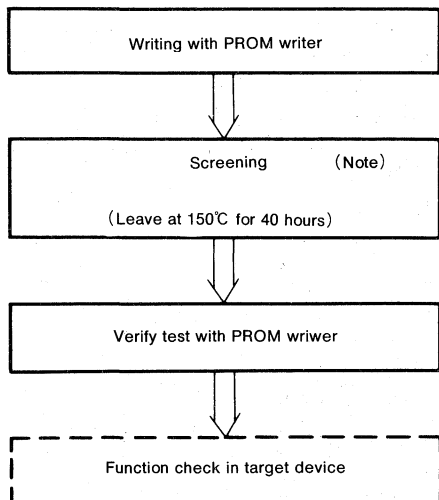 Writing with PROM writer
Screening (Note)
(Leave at 150℃ for 40 hours)
Verify test with PROM wriwer
Function check in target device